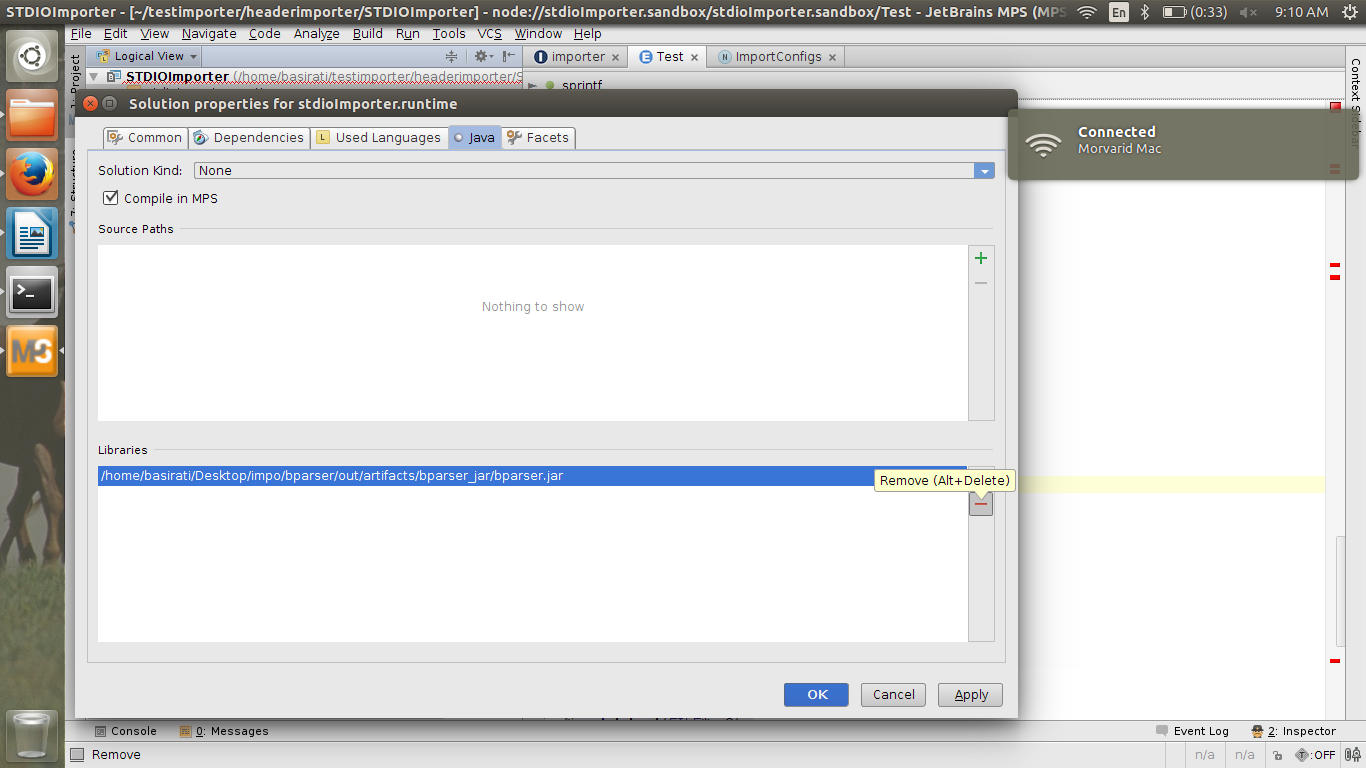 STDIOImporter - [~/testimporter/headerimporter/STDIOImporter] - node://stdioImporter.sandbox/stdioImporter.sandbox/Test - JetBrains MPS (MPS
En
(0:33)
9:10 AM
File Edit View Navigate Code Analyze Build Run Tools VCS Window Help
Logical View
importer
Test
ImportConfigs
STDIOImporter (/home/basirati/testimporter/headerimporter/S
sprintf
Project
Structure
Context Sidebar
Solution properties for stdioImporter.runtime
Connected
Morvarid Mac
Common
Dependencies
Used Languages
Java
Facets
Solution Kind:
None
Compile in MPS
Source Paths
Nothing to show
Libraries
/home/basirati/Desktop/impo/bparser/out/artifacts/bparser_jar/bparser.jar
Remove (Alt+Delete)
OK
Cancel
Apply
Console
0: Messages
Event Log
2: Inspector
Remove
n/a
n/a
T:OFF